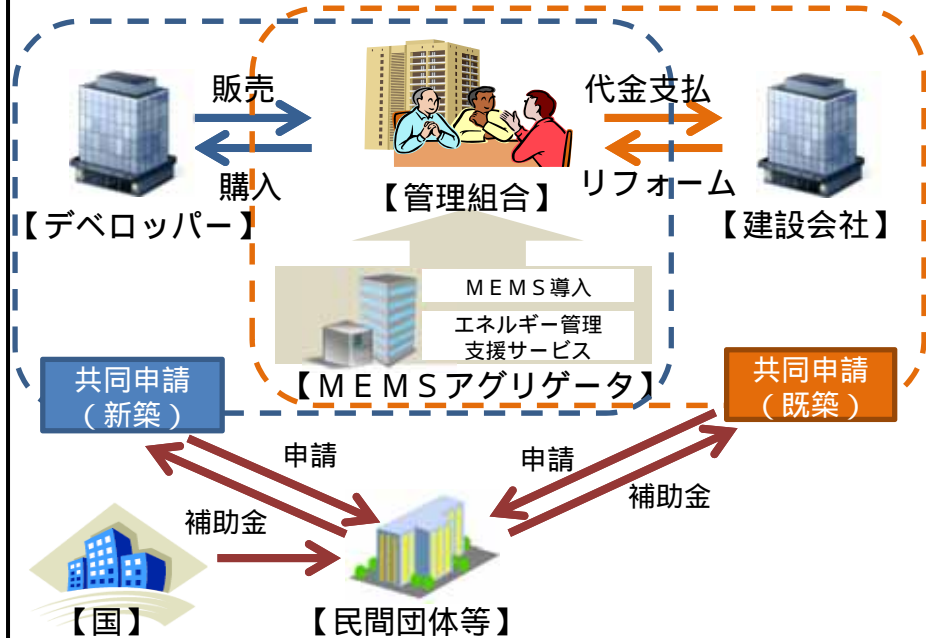 販売
購入
代金支払
リフォーム
【デベロッパー】
【管理組合】
【建設会社】
ＭＥＭＳ導入
エネルギー管理
支援サービス
【ＭＥＭＳアグリゲータ】
共同申請
（新築）
共同申請
（既築）
申請
補助金
申請
補助金
【国】
【民間団体等】